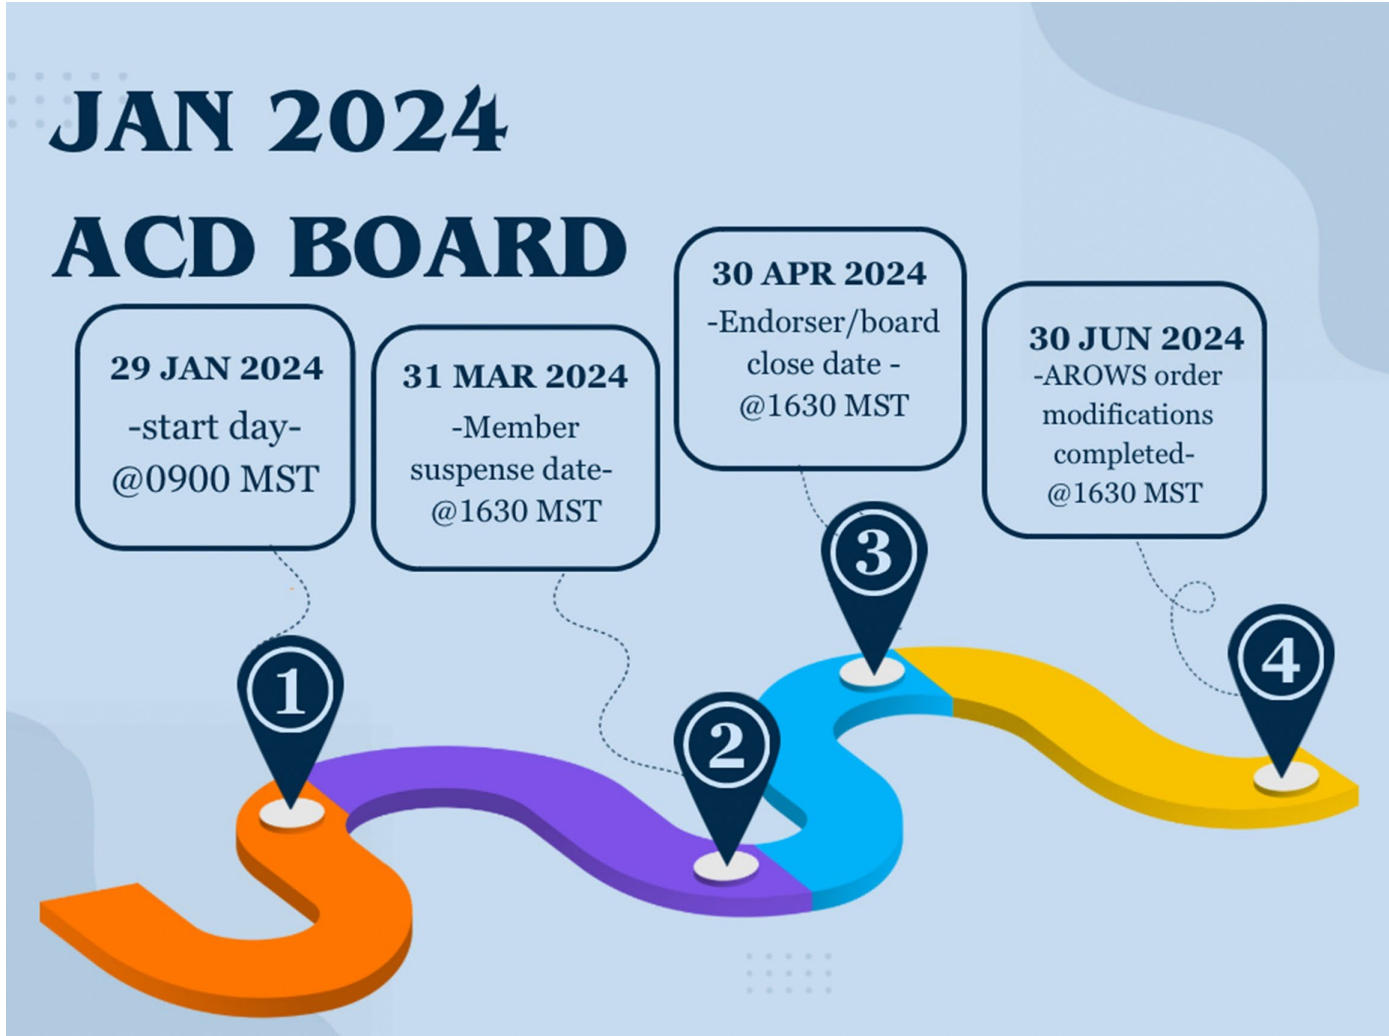 JAN 2024
ACD BOARD
29 JAN 2024
-start day-
@0900 MST
31 MAR 2024
-Member
suspense date-
@1630 MST
30 APR 2024
-Endorser/board
close date -
@1630 MST
30 JUN 2024
-AROWS order
modifications
completed-
@1630 MST
1
2
3
4